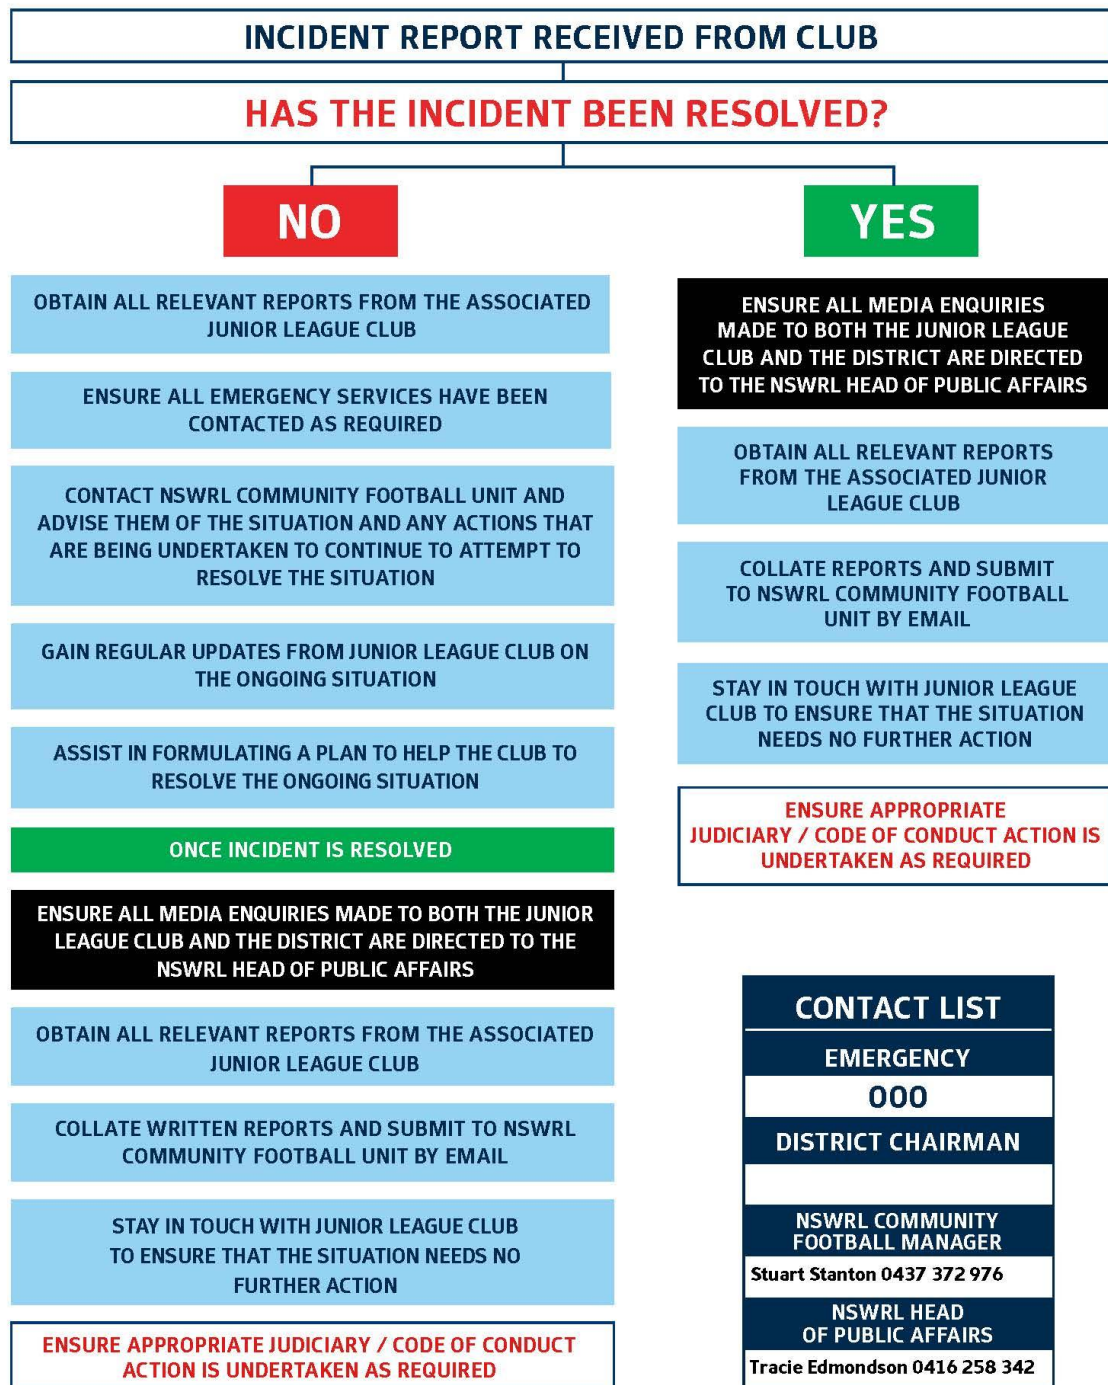 INCIDENT REPORT RECEIVED FROM CLUB
HAS THE INCIDENT BEEN RESOLVED?
NO
OBTAIN ALL RELEVANT REPORTS FROM THE ASSOCIATED
JUNIOR LEAGUE CLUB
ENSURE ALL EMERGENCY SERVICES HAVE BEEN
CONTACTED AS REQUIRED
CONTACT NSWRL COMMUNITY FOOTBALL UNIT AND
ADVISE THEM OF THE SITUATION AND ANY ACTIONS THAT
ARE BEING UNDERTAKEN TO CONTINUE TO ATTEMPT TO
RESOLVE THE SITUATION
GAIN REGULAR UPDATES FROM JUNIOR LEAGUE CLUB ON
THE ONGOING SITUATION
ASSIST IN FORMULATING A PLAN TO HELP THE CLUB TO
RESOLVE THE ONGOING SITUATION
ONCE INCIDENT IS RESOLVED
ENSURE ALL MEDIA ENQUIRIES MADE TO BOTH THE JUNIOR
LEAGUE CLUB AND THE DISTRICT ARE DIRECTED TO THE
NSWRL HEAD OF PUBLIC AFFAIRS
OBTAIN ALL RELEVANT REPORTS FROM THE ASSOCIATED
JUNIOR LEAGUE CLUB
COLLATE WRITTEN REPORTS AND SUBMIT TO NSWRL
COMMUNITY FOOTBALL UNIT BY EMAIL
STAY IN TOUCH WITH JUNIOR LEAGUE CLUB
TO ENSURE THAT THE SITUATION NEEDS NO
FURTHER ACTION
ENSURE APPROPRIATE JUDICIARY / CODE OF CONDUCT
ACTION IS UNDERTAKEN AS REQUIRED
YES
ENSURE ALL MEDIA ENQUIRIES
MADE TO BOTH THE JUNIOR LEAGUE
CLUB AND THE DISTRICT ARE DIRECTED
TO THE NSWRL HEAD OF PUBLIC AFFAIRS
OBTAIN ALL RELEVANT REPORTS
FROM THE ASSOCIATED JUNIOR
LEAGUE CLUB
COLLATE REPORTS AND SUBMIT
TO NSWRL COMMUNITY FOOTBALL
UNIT BY EMAIL
STAY IN TOUCH WITH JUNIOR LEAGUE
CLUB TO ENSURE THAT THE SITUATION
NEEDS NO FURTHER ACTION
ENSURE APPROPRIATE
JUDICIARY / CODE OF CONDUCT ACTION IS
UNDERTAKEN AS REQUIRED
CONTACT LIST
EMERGENCY
000
DISTRICT CHAIRMAN
NSWRL COMMUNITY
FOOTBALL MANAGER
Stuart Stanton 0437 372 976
NSWRL HEAD
OF PUBLIC AFFAIRS
Tracie Edmondson 0416 258 342